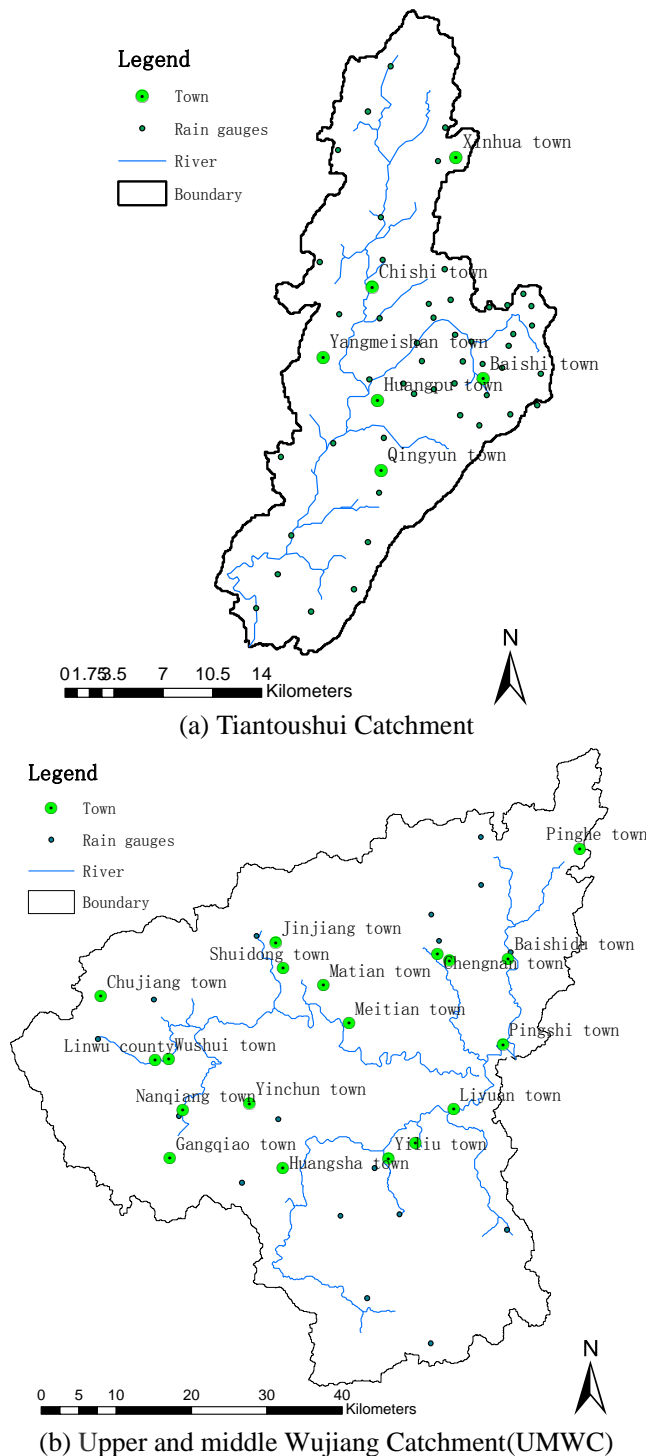 Legend
Town
Rain gauges
River
Boundary
Xinhua town
Chishi town
Yangmeishan town
Baishi town
Huangpu town
Qingyun town
N
01.753.5 7 10.5 14
Kilometers
(a) Tiantoushui Catchment
Legend
Town
Rain gauges
River
Boundary
Pinghe town
Jinjiang town
Baishidu town
Shuidong town
Matian town
Chengnan town
Chujiang town
Meitian town
Linwu county
Wushui town
Pingshi town
Nanqiang town
Yinchun town
Liyuan town
Gangqiao town
Huangsha town
Yiliu town
N
0 5 10 20 30 40
Kilometers
(b) Upper and middle Wujiang Catchment(UMWC)